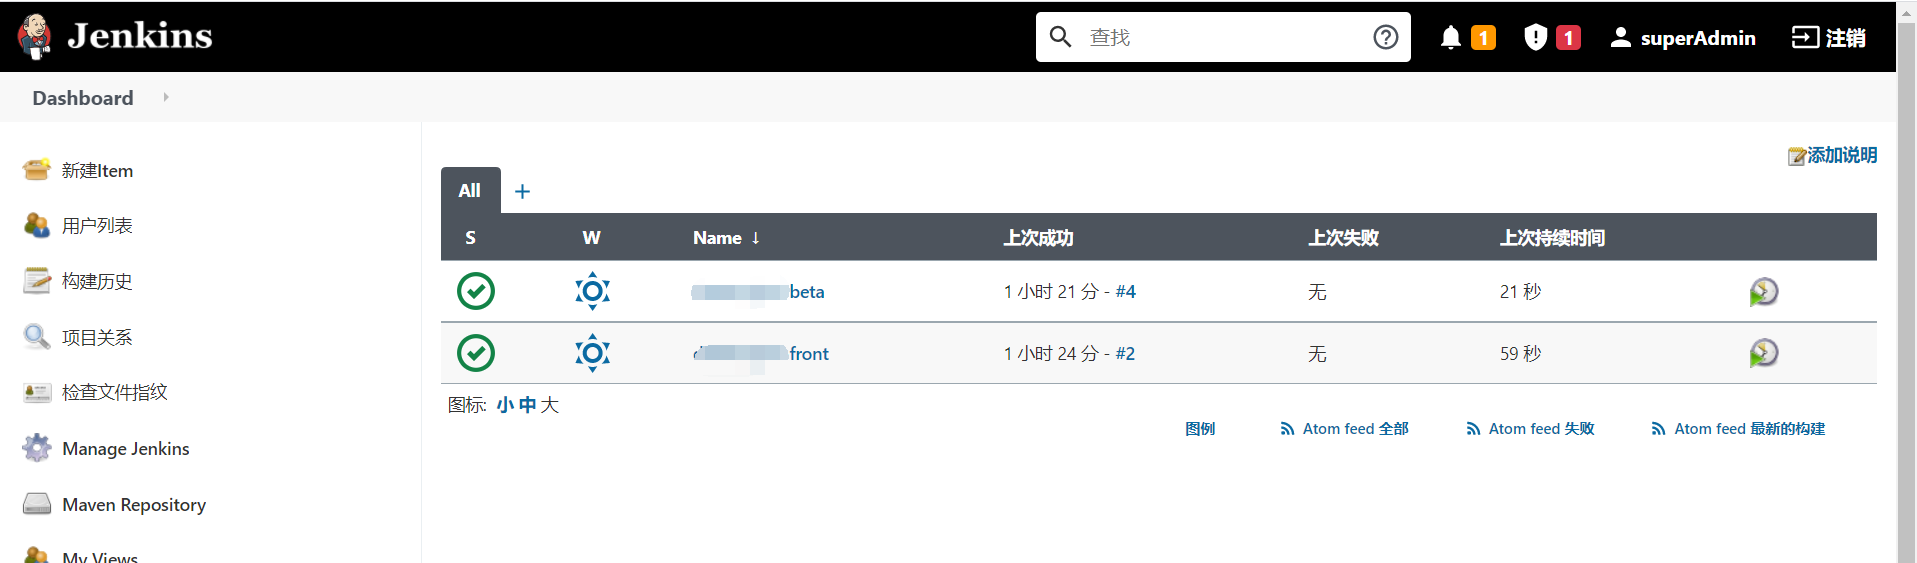 Jenkins
查找
1
1
superAdmin
注销
Dashboard
新建Item
用户列表
构建历史
项目关系
检查文件指纹
Manage Jenkins
Maven Repository
My Views
添加说明
All +
S W Name ↓ 上次成功 上次失败 上次持续时间
beta 1 小时 21 分 - #4 无 21 秒
front 1 小时 24 分 - #2 无 59 秒
图标: 小 中 大
图例 Atom feed 全部 Atom feed 失败 Atom feed 最新的构建